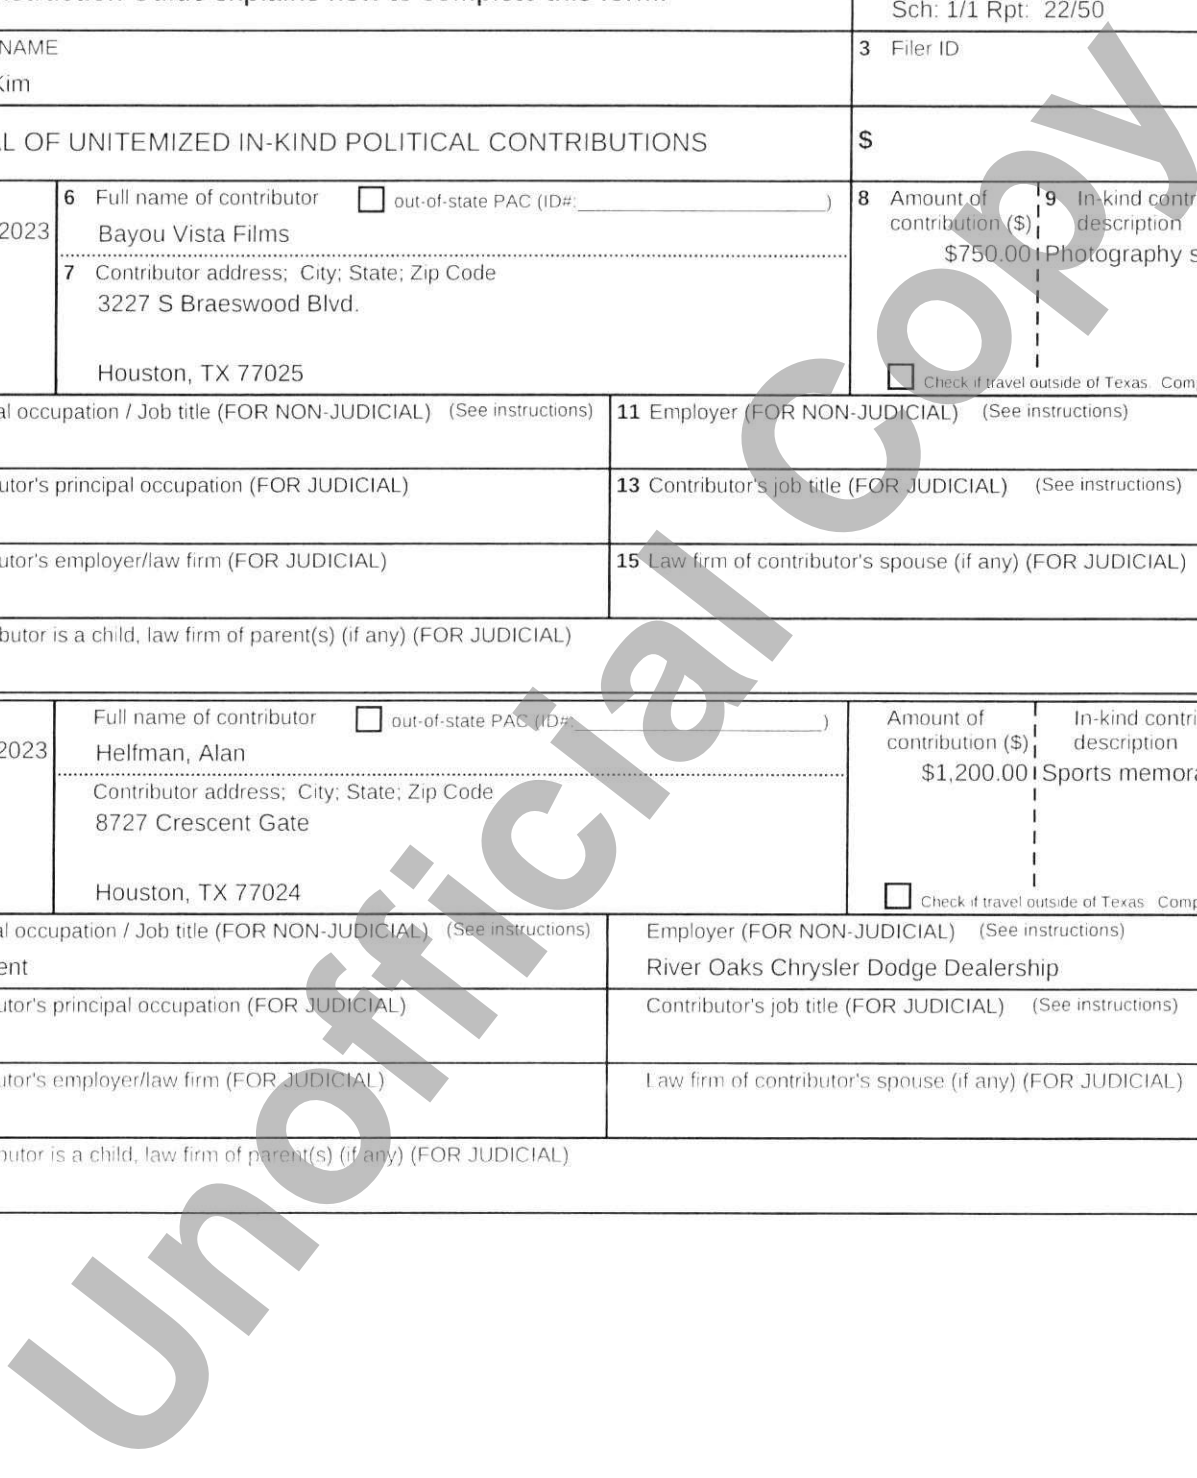 Sch: 1/1 Rpt: 22/50
NAME
3 Filer ID
Kim
L OF UNITEMIZED IN-KIND POLITICAL CONTRIBUTIONS
$
6 Full name of contributor out-of-state PAC (ID#: )
8 Amount of contribution ($)
9 In-kind contr
description
2023
Bayou Vista Films
$750.00
Photography s
7 Contributor address; City; State; Zip Code
3227 S Braeswood Blvd.
Houston, TX 77025
Check if travel outside of Texas Comp
al occupation / Job title (FOR NON-JUDICIAL) (See instructions)
11 Employer (FOR NON-JUDICIAL) (See instructions)
utor's principal occupation (FOR JUDICIAL)
13 Contributor's job title (FOR JUDICIAL) (See instructions)
utor's employer/law firm (FOR JUDICIAL)
15 Law firm of contributor's spouse (if any) (FOR JUDICIAL)
butor is a child, law firm of parent(s) (if any) (FOR JUDICIAL)
Full name of contributor out-of-state PAC (ID#: )
Amount of contribution ($)
In-kind contri
description
2023
Helfman, Alan
$1,200.00
Sports memora
Contributor address; City; State; Zip Code
8727 Crescent Gate
Houston, TX 77024
Check if travel outside of Texas Comp
al occupation / Job title (FOR NON-JUDICIAL) (See instructions)
Employer (FOR NON-JUDICIAL) (See instructions)
ent
River Oaks Chrysler Dodge Dealership
utor's principal occupation (FOR JUDICIAL)
Contributor's job title (FOR JUDICIAL) (See instructions)
utor's employer/law firm (FOR JUDICIAL)
Law firm of contributor's spouse (if any) (FOR JUDICIAL)
butor is a child, law firm of parent(s) (if any) (FOR JUDICIAL)
Unofficial Copy